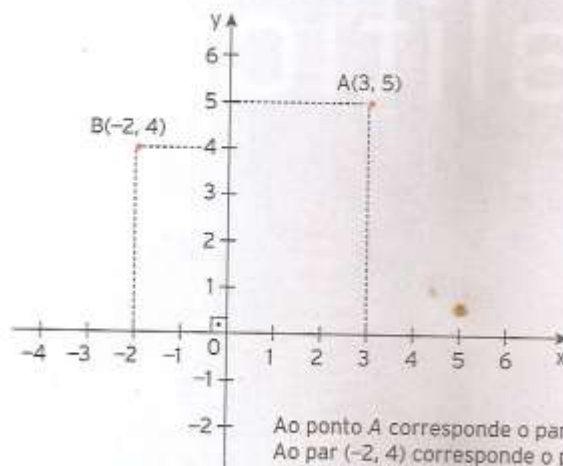 y
6
A(3, 5)
5
B(–2, 4)
4
3
2
1
–4 –3 –2 –1 0 1 2 3 4 5 6 x
–1
–2
Ao ponto A corresponde o par
Ao par (–2, 4) corresponde o